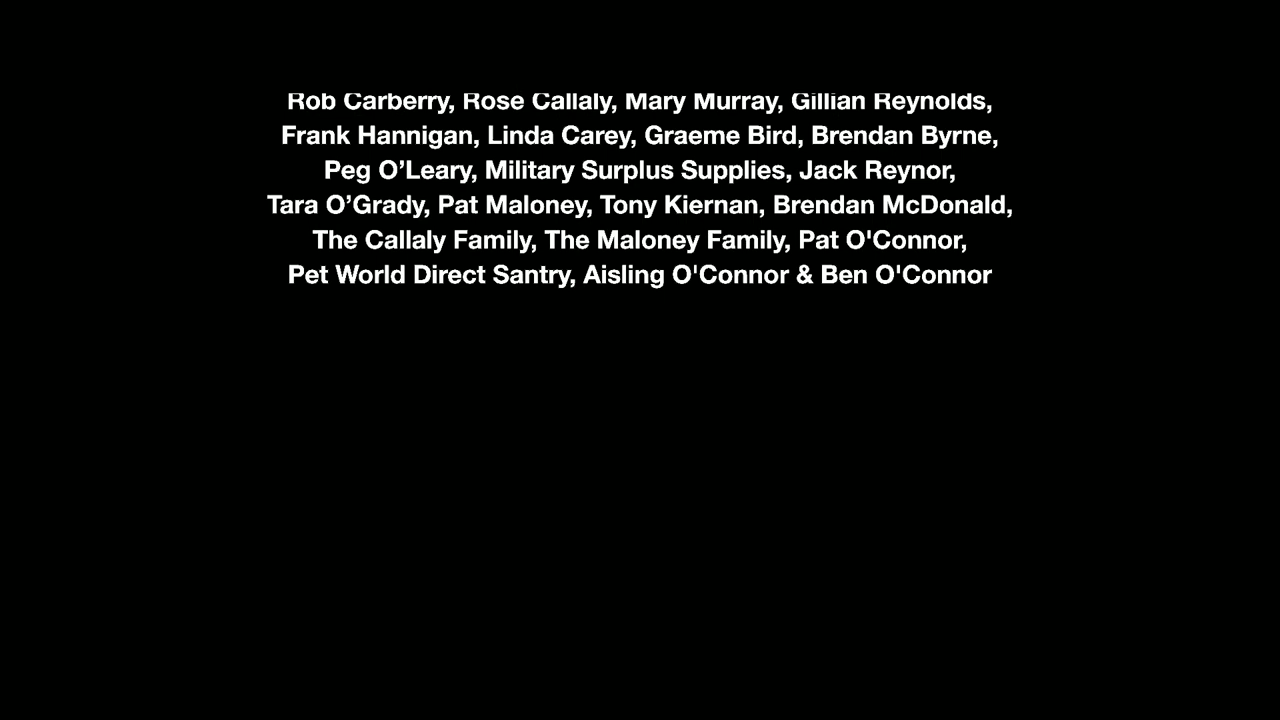 Rob Carberry, Rose Callaly, Mary Murray, Gillian Reynolds,
Frank Hannigan, Linda Carey, Graeme Bird, Brendan Byrne,
Peg O’Leary, Military Surplus Supplies, Jack Reynor,
Tara O’Grady, Pat Maloney, Tony Kiernan, Brendan McDonald,
The Callaly Family, The Maloney Family, Pat O'Connor,
Pet World Direct Santry, Aisling O'Connor & Ben O'Connor